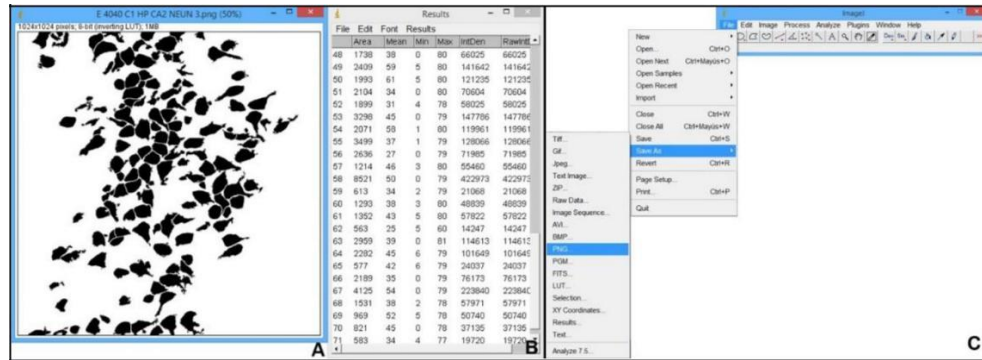 E 4040 C1 HP CA2 NEUN 3.png (50%)
1024x1024 pixels; 8-bit (inverting LUT); 1MB
A
Results
File Edit Font Results
Area Mean Min Max IntDen RawIntD
48 1738 38 0 80 66025 66025
49 2409 59 5 80 141642 141642
50 1993 61 5 80 121235 121235
51 2104 34 0 80 70604 70604
52 1899 31 4 78 58025 58025
53 3298 45 0 79 147786 147786
54 2071 58 1 80 119961 119961
55 3499 37 1 79 128066 128066
56 2636 27 0 79 71985 71985
57 1214 46 3 80 55460 55460
58 8521 50 0 79 422973 422973
59 613 34 2 79 21068 21068
60 1293 38 3 80 48839 48839
61 1352 43 5 80 57822 57822
62 563 25 5 60 14247 14247
63 2959 39 0 81 114613 114613
64 2282 45 6 79 101649 101649
65 577 42 6 79 24037 24037
66 2189 35 0 79 76173 76173
67 4125 54 0 79 223840 223840
68 1531 38 2 78 57971 57971
69 969 52 5 78 50740 50740
70 821 45 0 78 37135 37135
71 583 34 4 77 19720 19720
B
ImageJ
File Edit Image Process Analyze Plugins Window Help
New
Open... Ctrl+O
Open Next Ctrl+Mayús+O
Open Samples
Open Recent
Import
Close Ctrl+W
Close All Ctrl+Mayús+W
Save Ctrl+S
Save As
Revert Ctrl+R
Page Setup...
Print... Ctrl+P
Quit
Tiff...
Gif...
Jpeg...
Text Image...
ZIP...
Raw Data...
Image Sequence...
AVI...
BMP...
PNG...
PGM...
FITS...
LUT...
Selection...
XY Coordinates...
Results...
Text...
Analyze 7.5...
C